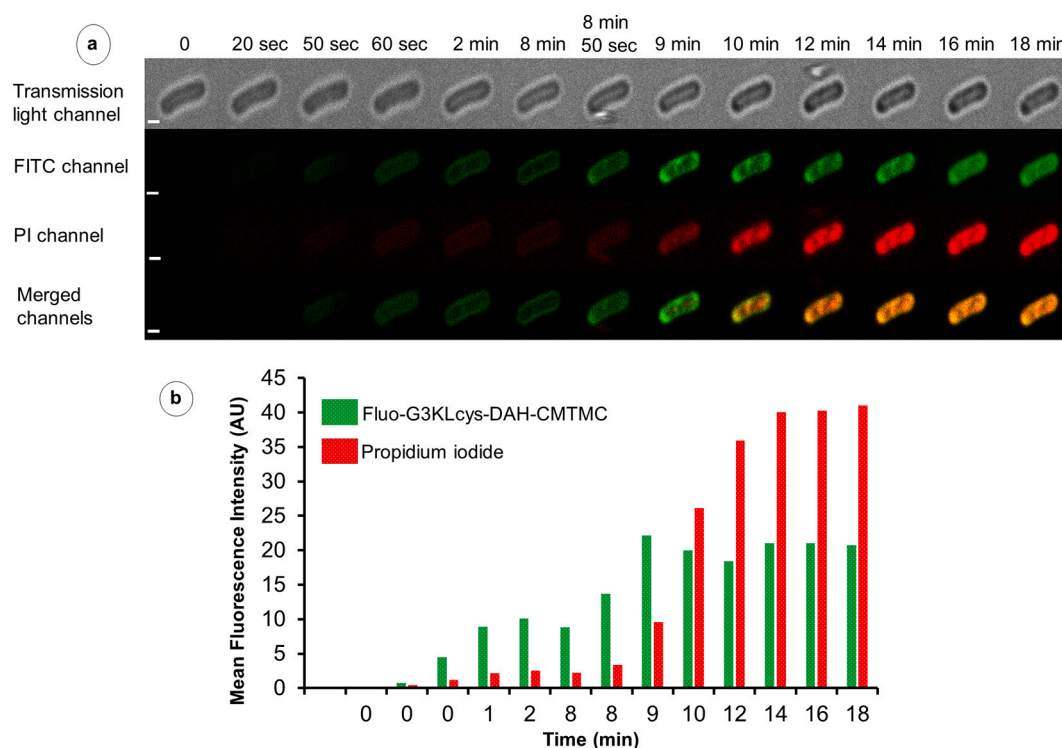 a
0 20 sec 50 sec 60 sec 2 min 8 min 8 min 50 sec 9 min 10 min 12 min 14 min 16 min 18 min
Transmission
light channel
FITC channel
PI channel
Merged
channels
b
Mean Fluorescence Intensity (AU)
45
40
35
30
25
20
15
10
5
0
Fluo-G3KLcys-DAH-CMTMC
Propidium iodide
0 0 0 1 2 8 8 9 10 12 14 16 18
Time (min)